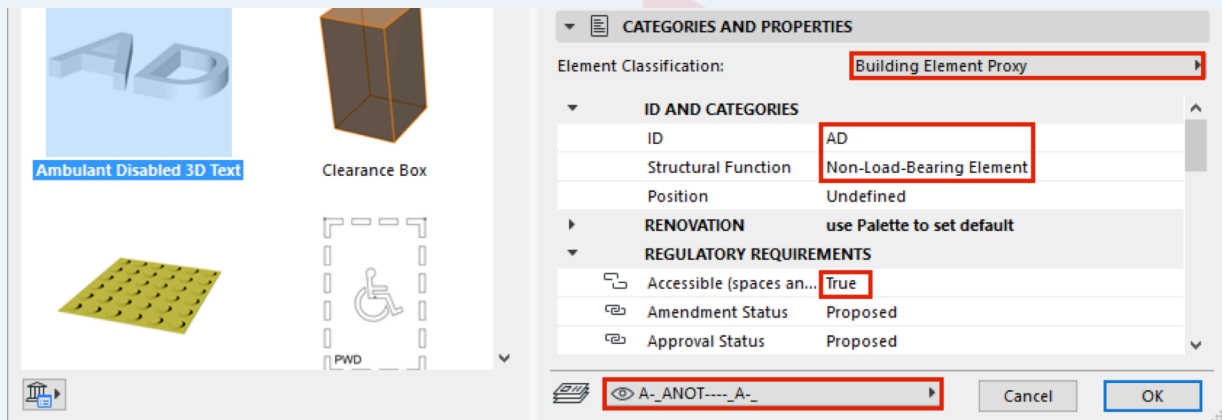 AD
Ambulant Disabled 3D Text
Clearance Box
PWD
CATEGORIES AND PROPERTIES
Element Classification: Building Element Proxy
ID AND CATEGORIES
ID AD
Structural Function Non-Load-Bearing Element
Position Undefined
RENOVATION use Palette to set default
REGULATORY REQUIREMENTS
Accessible (spaces an... True
Amendment Status Proposed
Approval Status Proposed
A-_ANOT----_A-_
Cancel OK